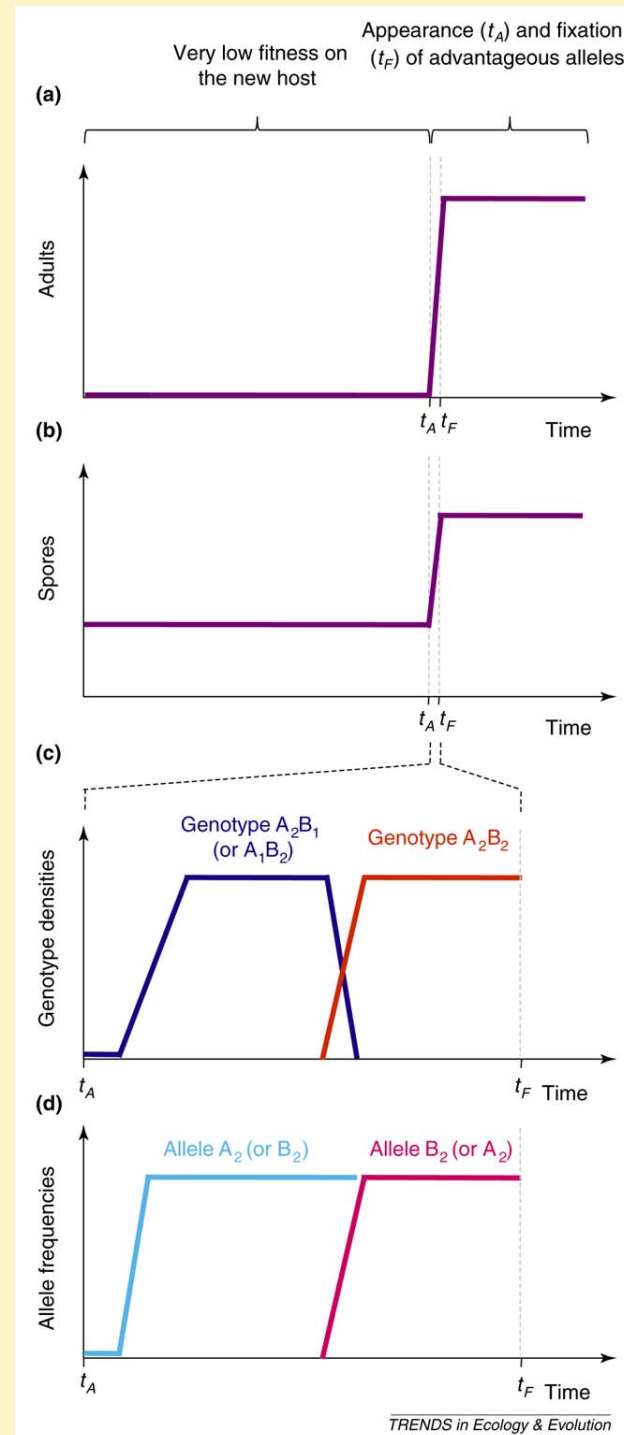 Very low fitness on
the new host
Appearance (tA) and fixation
(tF) of advantageous alleles
(a)
Adults
tA tF
Time
(b)
Spores
tA tF
Time
(c)
Genotype A2B1
(or A1B2)
Genotype A2B2
Genotype densities
tA
tF Time
(d)
Allele A2 (or B2)
Allele B2 (or A2)
Allele frequencies
tA
tF Time
TRENDS in Ecology & Evolution